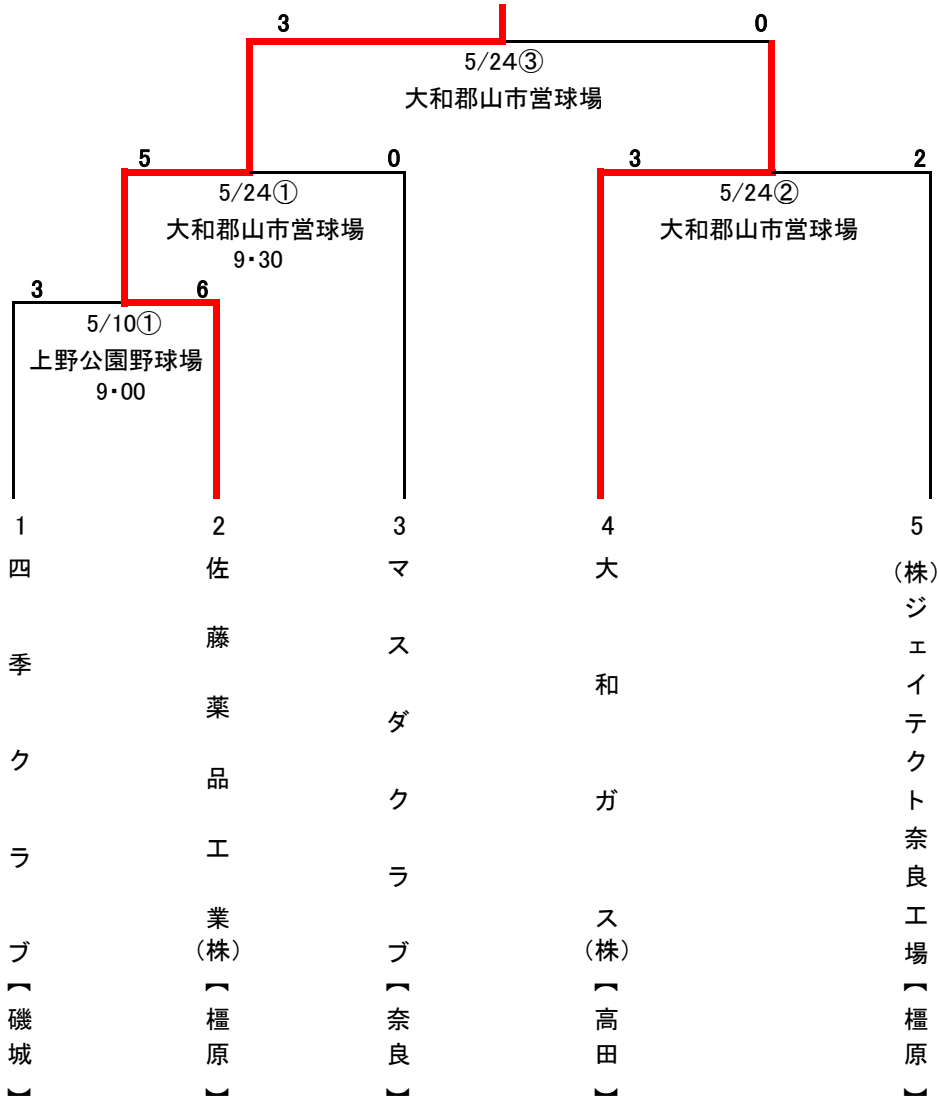 3 0
5/24③
大和郡山市営球場
5 0 3 2
5/24① 5/24②
大和郡山市営球場 大和郡山市営球場
9・30
3 6
5/10①
上野公園野球場
9・00
1 2 3 4 5
四季クラブ【磯城】
佐藤薬品工業(株)【橿原】
マスダクラブ【奈良】
大和ガス(株)【高田】
(株)ジェイテクト奈良工場【橿原】